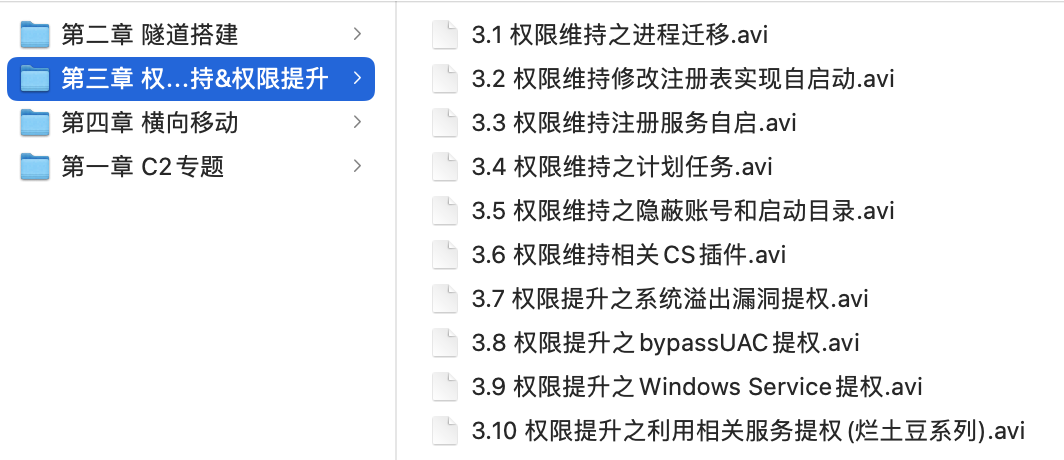 第二章 隧道搭建
第三章 权...持&权限提升
第四章 横向移动
第一章 C2专题
3.1 权限维持之进程迁移.avi
3.2 权限维持修改注册表实现自启动.avi
3.3 权限维持注册服务自启.avi
3.4 权限维持之计划任务.avi
3.5 权限维持之隐蔽账号和启动目录.avi
3.6 权限维持相关CS插件.avi
3.7 权限提升之系统溢出漏洞提权.avi
3.8 权限提升之bypassUAC提权.avi
3.9 权限提升之Windows Service提权.avi
3.10 权限提升之利用相关服务提权(烂土豆系列).avi